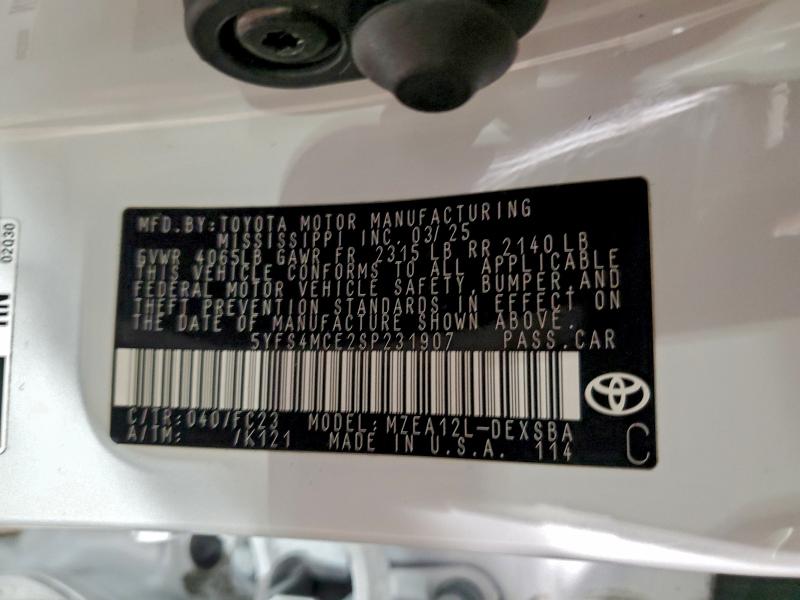 MFD.BY:TOYOTA MOTOR MANUFACTURING
MISSISSIPPI INC. 03/25
GVWR 4065LB GAWR FR 2315 LB RR 2140 LB
THIS VEHICLE CONFORMS TO ALL APPLICABLE
FEDERAL MOTOR VEHICLE SAFETY,BUMPER,AND
THEFT PREVENTION STANDARDS IN EFFECT ON
THE DATE OF MANUFACTURE SHOWN ABOVE.
5YFS4MCE2SP231907 PASS.CAR
C/TR:040/FC23 MODEL:MZEA12L-DEXSBA
A/TM: /K121 MADE IN U.S.A. 114
C
02030